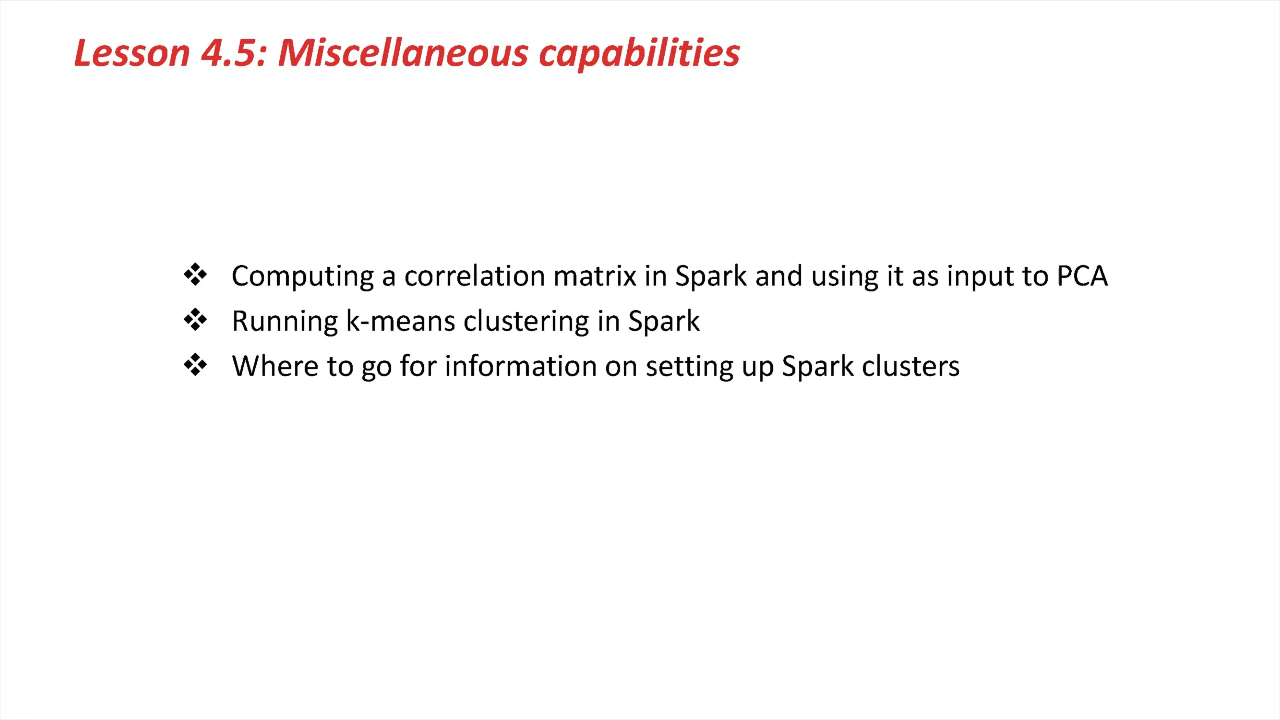 Lesson 4.5: Miscellaneous capabilities
❖ Computing a correlation matrix in Spark and using it as input to PCA
❖ Running k-means clustering in Spark
❖ Where to go for information on setting up Spark clusters